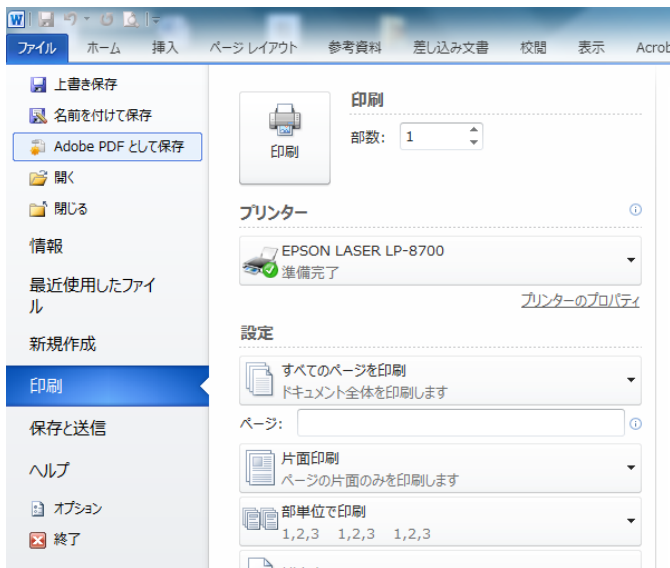 ファイル ホーム 挿入 ページ レイアウト 参考資料 差し込み文書 校閲 表示 Acrob
上書き保存
名前を付けて保存
Adobe PDF として保存
開く
閉じる
情報
最近使用したファイ
ル
新規作成
印刷
保存と送信
ヘルプ
オプション
終了
印刷
印刷
部数: 1
プリンター
EPSON LASER LP-8700
準備完了
プリンターのプロパティ
設定
すべてのページを印刷
ドキュメント全体を印刷します
ページ:
片面印刷
ページの片面のみを印刷します
部単位で印刷
1,2,3 1,2,3 1,2,3